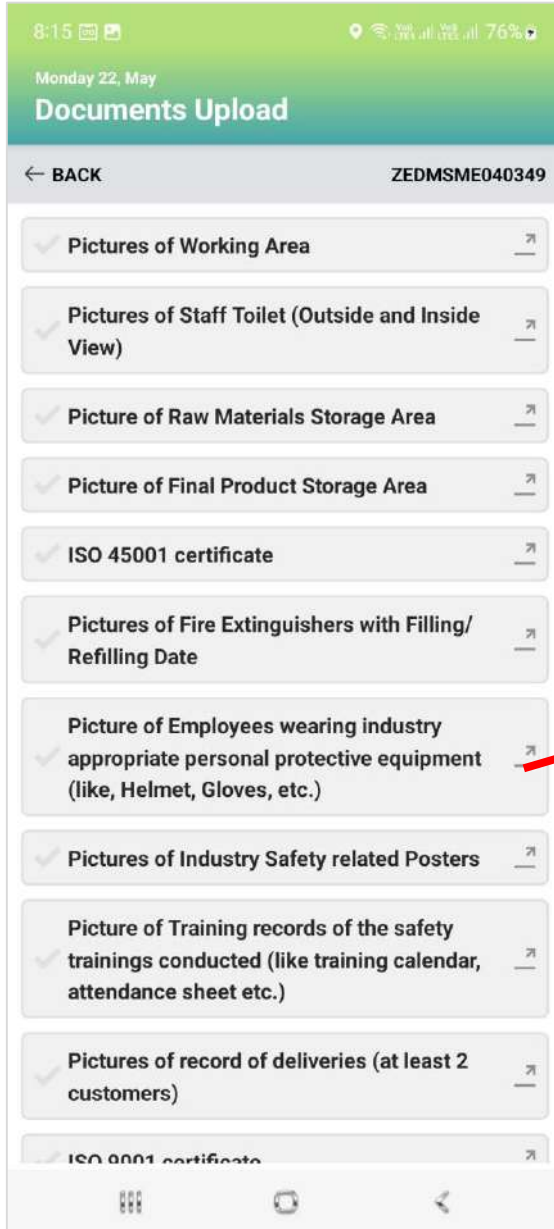 8:15 76%
Monday 22, May
Documents Upload
← BACK ZEDMSME040349
Pictures of Working Area
Pictures of Staff Toilet (Outside and Inside
View)
Picture of Raw Materials Storage Area
Picture of Final Product Storage Area
ISO 45001 certificate
Pictures of Fire Extinguishers with Filling/
Refilling Date
Picture of Employees wearing industry
appropriate personal protective equipment
(like, Helmet, Gloves, etc.)
Pictures of Industry Safety related Posters
Picture of Training records of the safety
trainings conducted (like training calendar,
attendance sheet etc.)
Pictures of record of deliveries (at least 2
customers)
ISO 9001 certificate